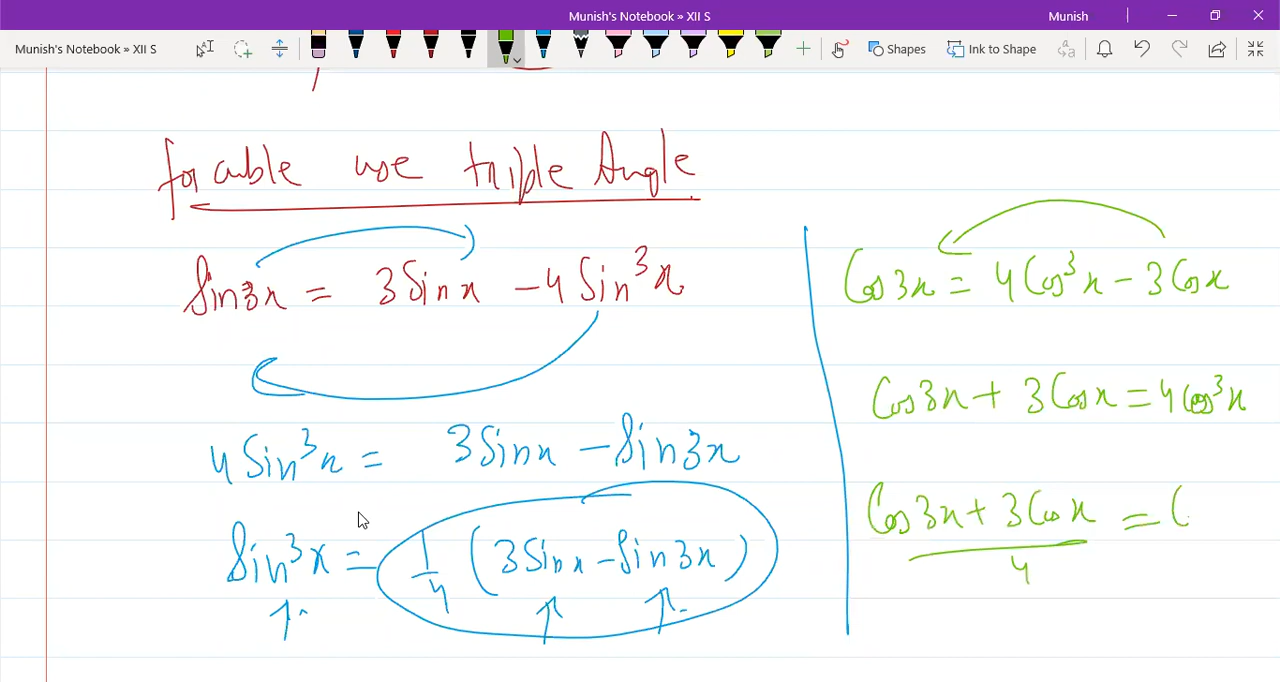 Munish's Notebook » XII S
Munish
Munish's Notebook » XII S
Shapes
Ink to Shape
for cube use triple Angle
Sin3x = 3Sinx - 4Sin³x
4Sin³x = 3Sinx - Sin3x
Sin³x = 1/4 (3Sinx - Sin3x)
Cos3x = 4Cos³x - 3Cosx
Cos3x + 3Cosx = 4Cos³x
Cos3x + 3Cosx / 4 = C